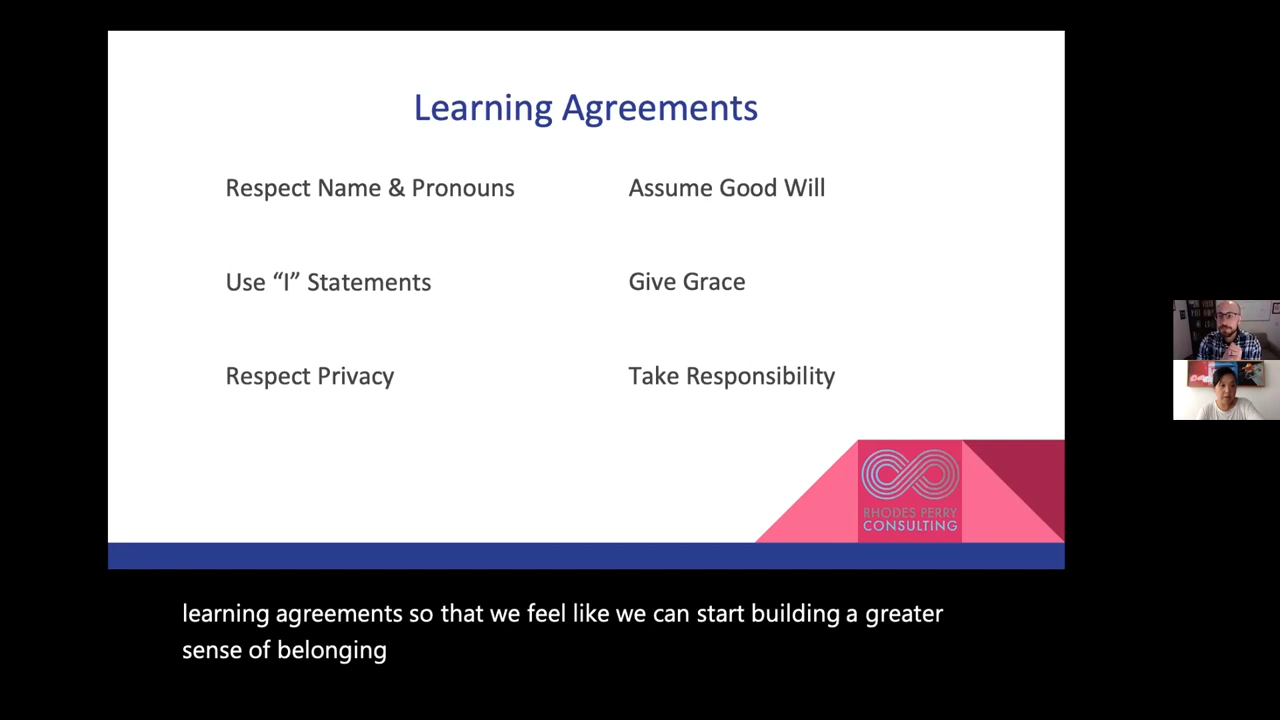 Learning Agreements
Respect Name & Pronouns
Assume Good Will
Use “I” Statements
Give Grace
Respect Privacy
Take Responsibility
RHODES PERRY
CONSULTING
learning agreements so that we feel like we can start building a greater
sense of belonging